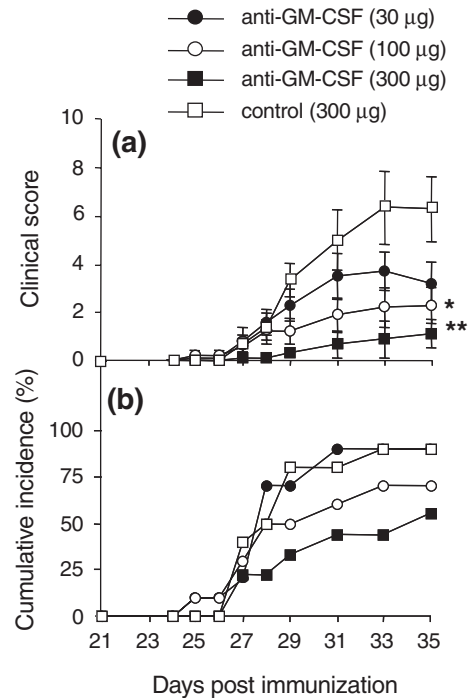 anti-GM-CSF (30 µg)
anti-GM-CSF (100 µg)
anti-GM-CSF (300 µg)
control (300 µg)
(a)
Clinical score
10
8
6
4
2
0
*
**
(b)
Cumulative incidence (%)
100
75
50
25
0
21 23 25 27 29 31 33 35
Days post immunization